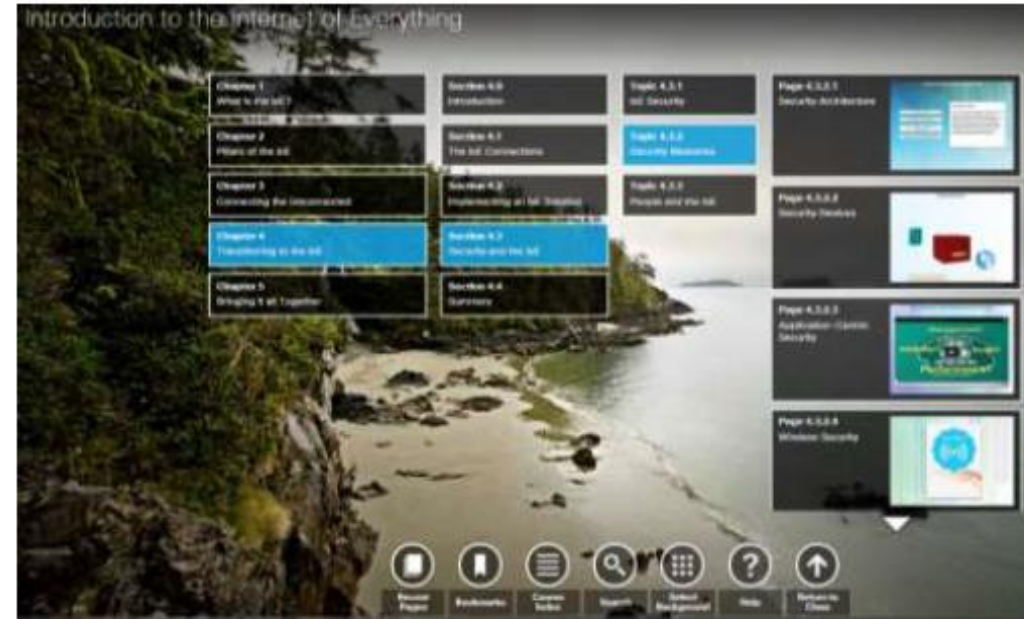 Introduction to the Internet of Everything
Chapter 1
What is the IoE?
Chapter 2
Pillars of the IoE
Chapter 3
Connecting the Unconnected
Chapter 4
Transitioning to the IoE
Chapter 5
Bringing It All Together
Section 4.0
Introduction
Section 4.1
The IoE Connections
Section 4.2
Implementing an IoE Solution
Section 4.3
Security and the IoE
Section 4.4
Summary
Topic 4.3.1
IoE Security
Topic 4.3.2
Security Measures
Topic 4.3.3
People and the IoE
Page 4.3.2.1
Security Architecture
Page 4.3.2.2
Security Devices
Page 4.3.2.3
Application-Centric
Security
Performance
Page 4.3.2.4
Wireless Security
Recent
Pages
Bookmarks
Course
Index
Search
Select
Background
Help
Return to
Class